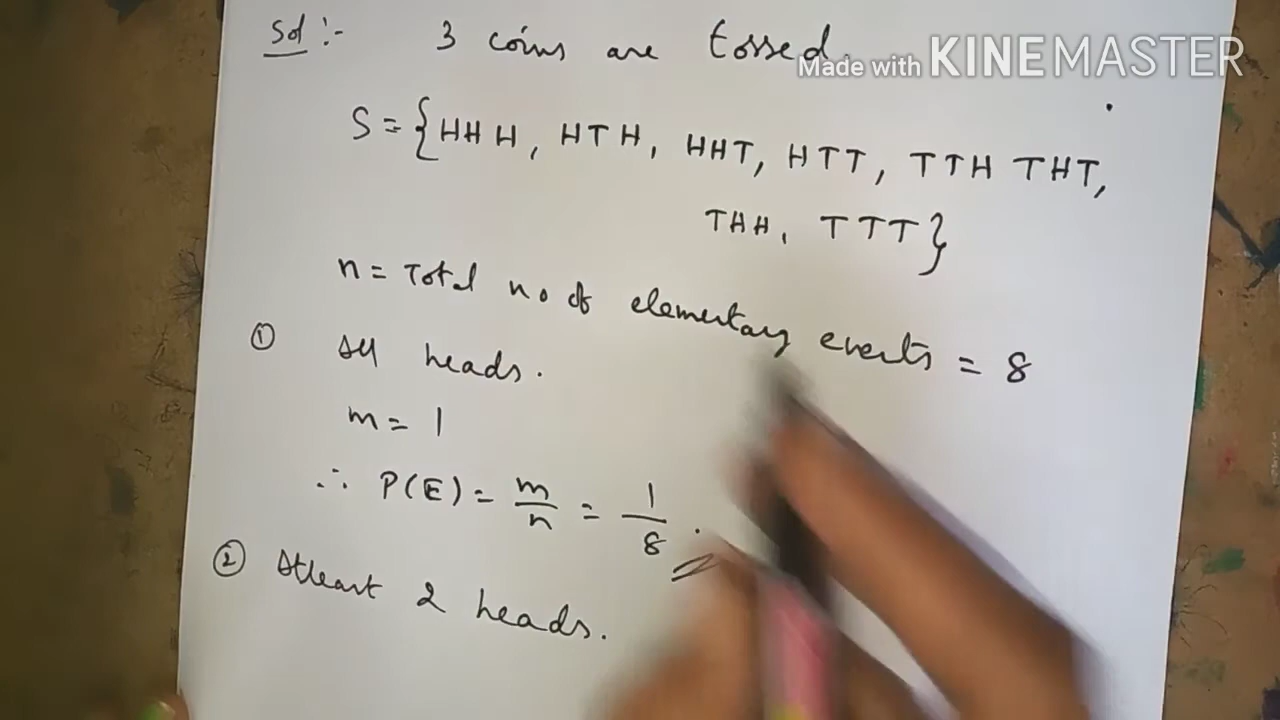 Sol :- 3 coins are tossed.
Made with KINEMASTER
S = { HHH, HTH, HHT, HTT, TTH THT,
THH, TTT }
n = Total no of elementary events = 8
① All heads.
m = 1
∴ P(E) = m/n = 1/8 .
② Atleast 2 heads.